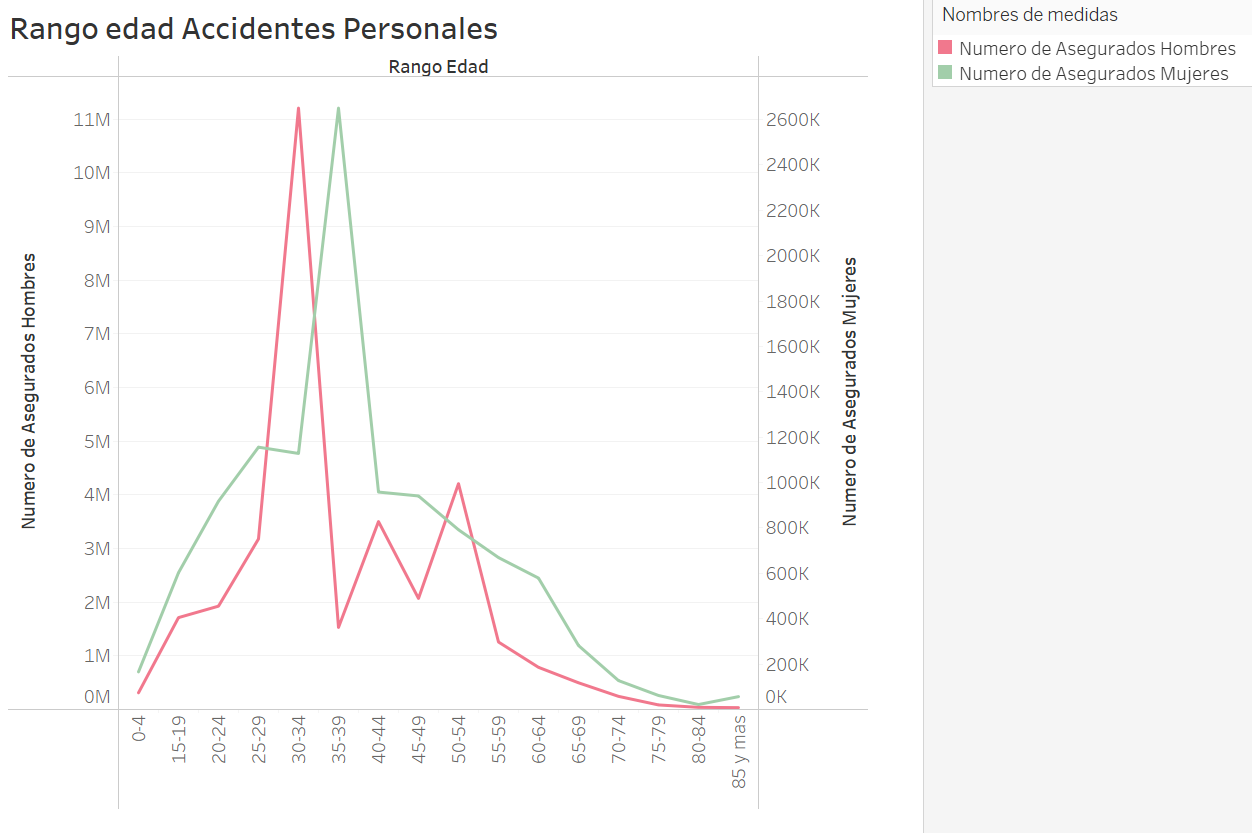 Rango edad Accidentes Personales
Rango Edad
Nombres de medidas
Numero de Asegurados Hombres
Numero de Asegurados Mujeres
Numero de Asegurados Hombres
11M
10M
9M
8M
7M
6M
5M
4M
3M
2M
1M
0M
2600K
2400K
2200K
2000K
1800K
1600K
1400K
1200K
1000K
800K
600K
400K
200K
0K
Numero de Asegurados Mujeres
0-4
15-19
20-24
25-29
30-34
35-39
40-44
45-49
50-54
55-59
60-64
65-69
70-74
75-79
80-84
85 y mas